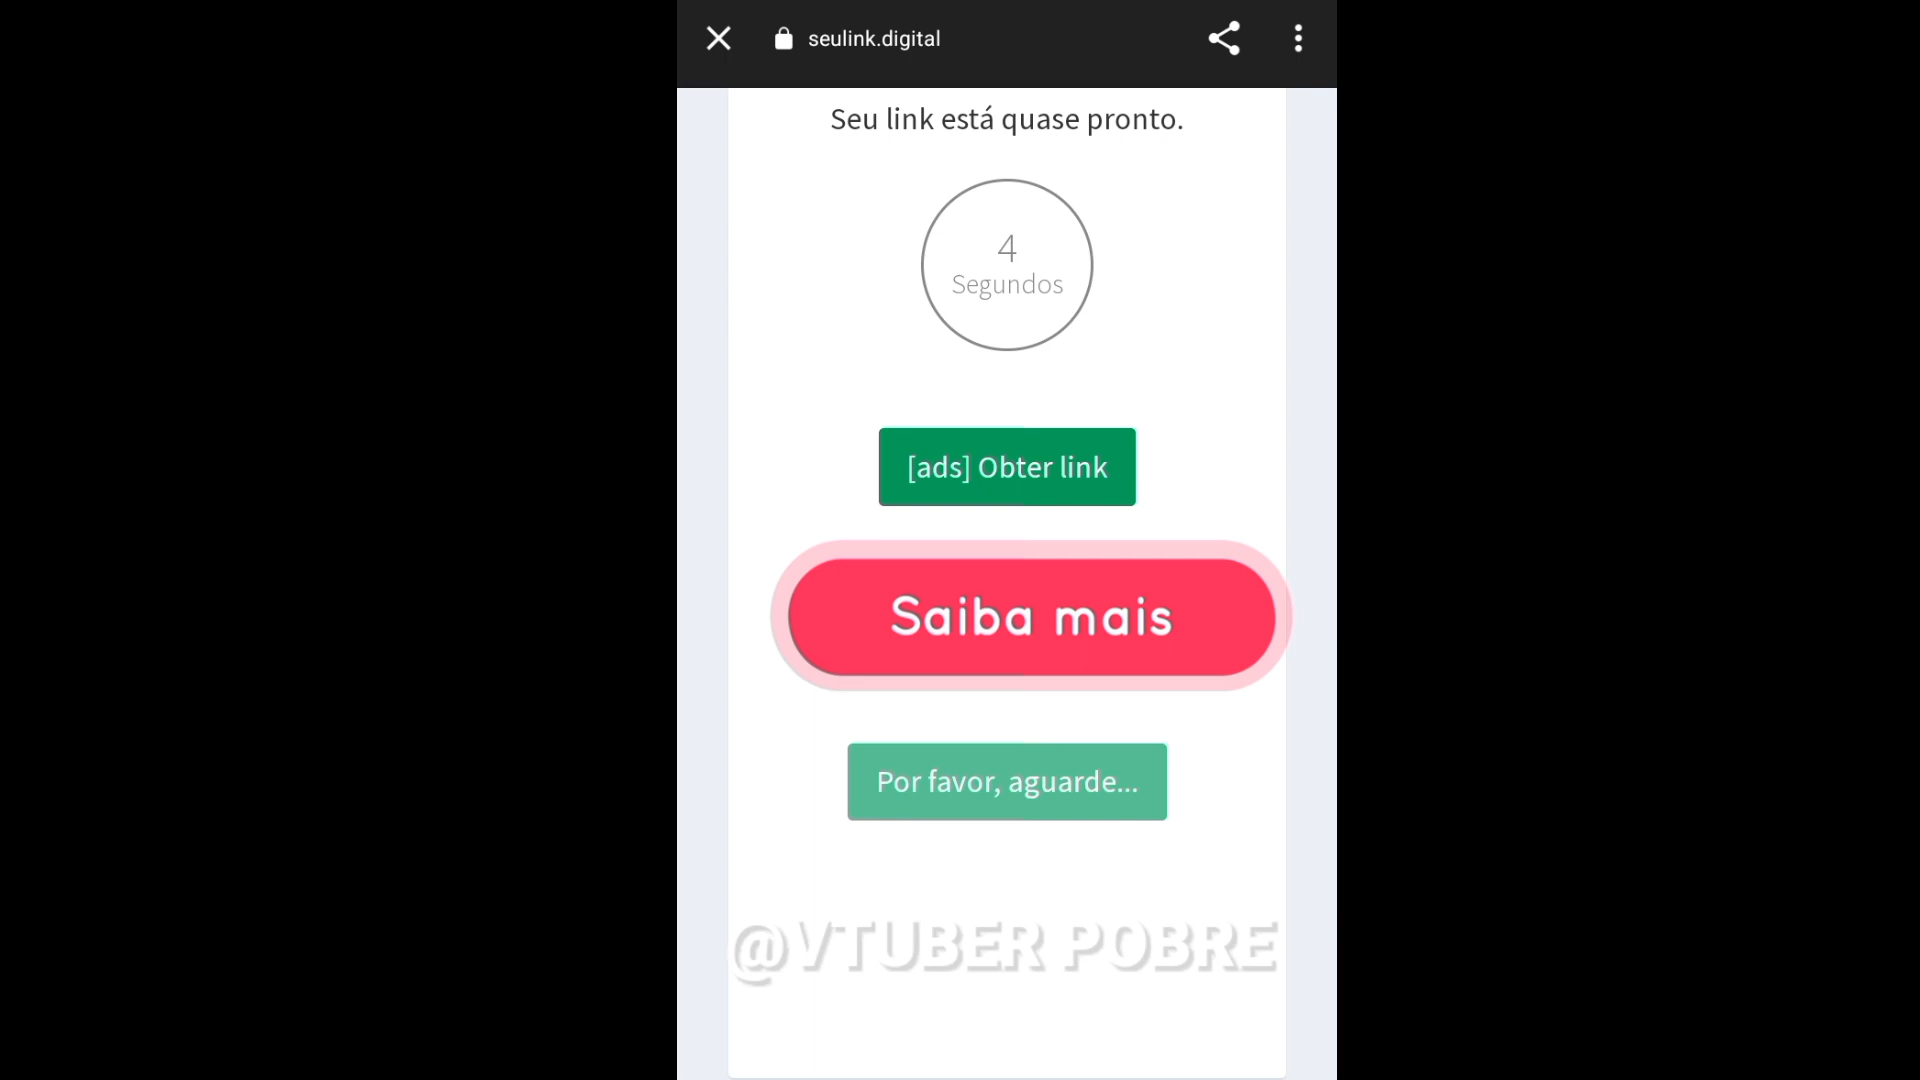 seulink.digital
Seu link está quase pronto.
4
Segundos
[ads] Obter link
Saiba mais
Por favor, aguarde...
@VTUBER POBRE